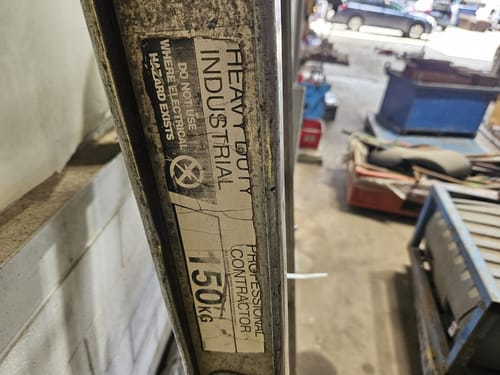 HEAVY DUTY
INDUSTRIAL
DO NOT USE
WHERE ELECTRICAL
HAZARD EXISTS
PROFESSIONAL
CONTRACTOR
150KG